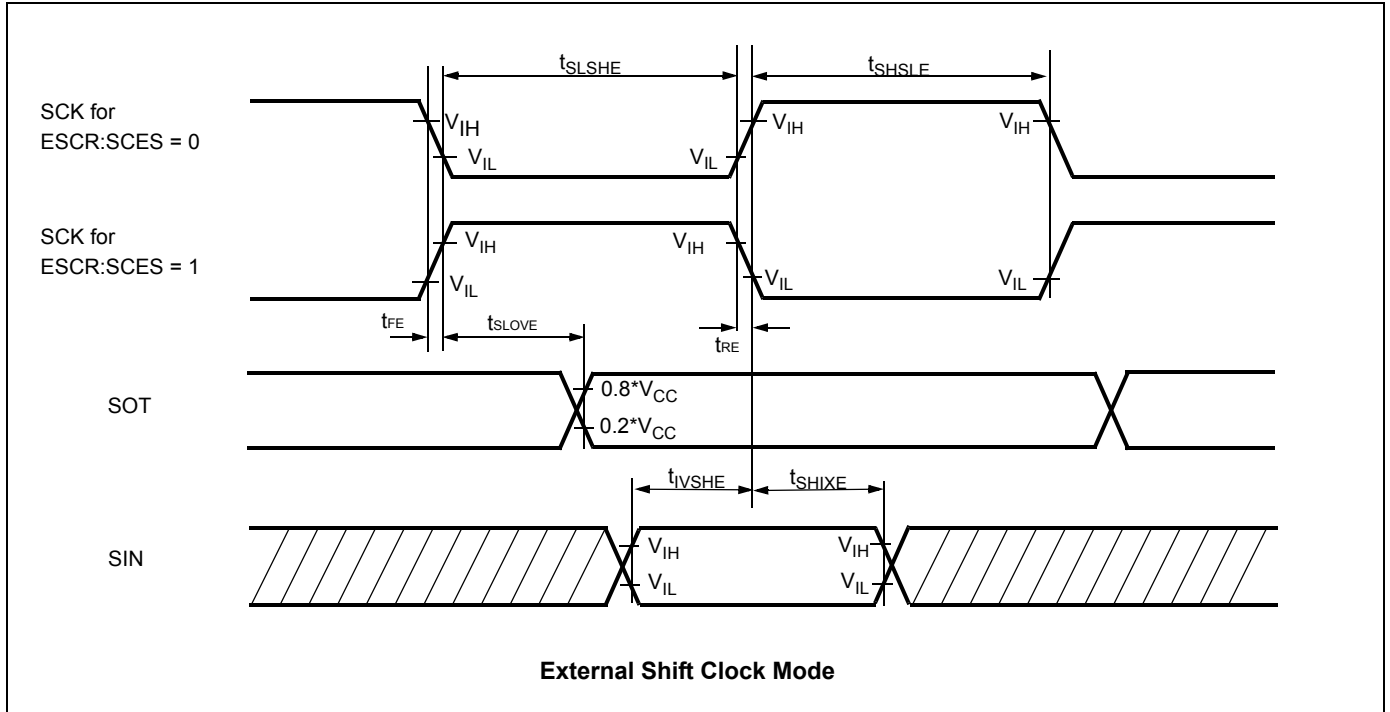 tSLSHE
tSHSLE
SCK for
ESCR:SCES = 0
VIH
VIH
VIH
VIL
VIL
SCK for
ESCR:SCES = 1
VIH
VIH
VIL
VIL
VIL
tFE
tSLOVE
tRE
SOT
0.8*VCC
0.2*VCC
tIVSHE
tSHIXE
SIN
VIH
VIH
VIL
VIL
External Shift Clock Mode